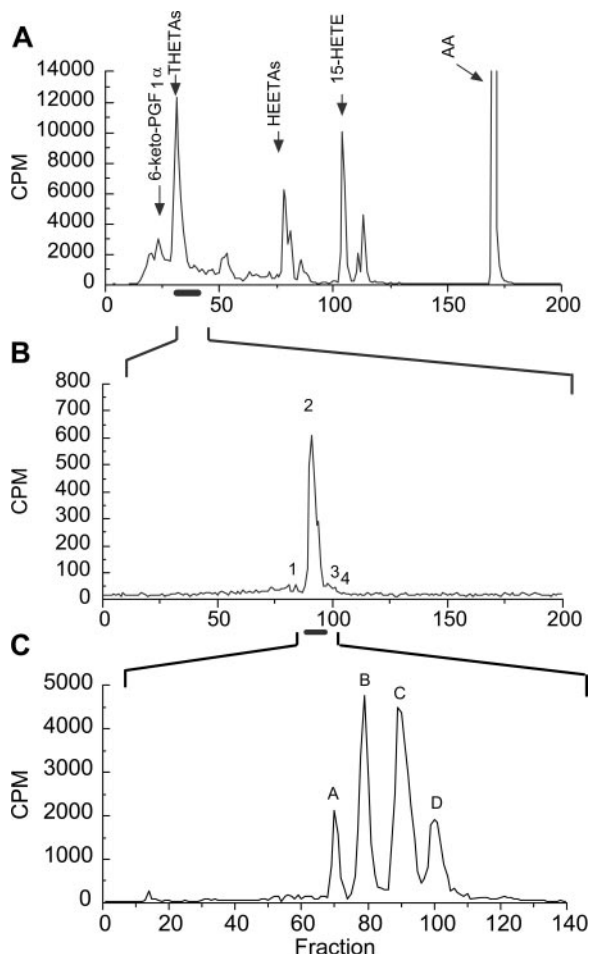 A
6-keto-PGF1α
THETAs
HEETAs
15-HETE
AA
CPM
14000
12000
10000
8000
6000
4000
2000
0
0 50 100 150 200
B
CPM
800
700
600
500
400
300
200
100
0
1 2 3 4
0 50 100 150 200
C
CPM
5000
4000
3000
2000
1000
0
A B C D
0 20 40 60 80 100 120 140
Fraction